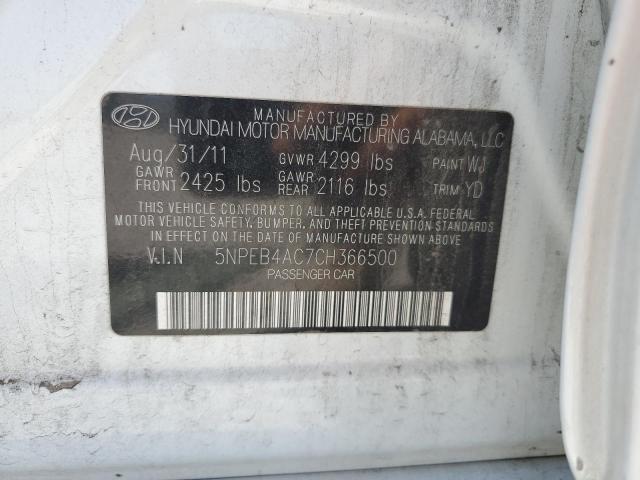 MANUFACTURED BY
HYUNDAI MOTOR MANUFACTURING ALABAMA, LLC
Aug/31/11 GVWR 4299 lbs PAINT WJ
GAWR FRONT 2425 lbs GAWR REAR 2116 lbs TRIM YD
THIS VEHICLE CONFORMS TO ALL APPLICABLE U.S.A. FEDERAL
MOTOR VEHICLE SAFETY, BUMPER, AND THEFT PREVENTION STANDARDS
IN EFFECT ON THE DATE OF MANUFACTURE SHOWN ABOVE.
V.I.N 5NPEB4AC7CH366500
PASSENGER CAR